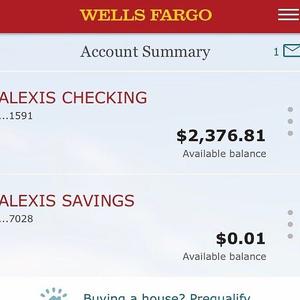 WELLS FARGO
Account Summary
1
ALEXIS CHECKING
...1591
$2,376.81
Available balance
ALEXIS SAVINGS
...7028
$0.01
Available balance
Buying a house? Prequalify